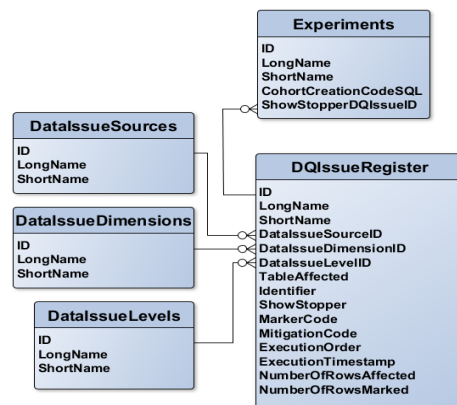 Experiments
ID
LongName
ShortName
CohortCreationCodeSQL
ShowStopperDQIssueID
DataIssueSources
ID
LongName
ShortName
DataIssueDimensions
ID
LongName
ShortName
DataIssueLevels
ID
LongName
ShortName
DQIssueRegister
ID
LongName
ShortName
DataIssueSourceID
DataIssueDimensionID
DataIssueLevelID
TableAffected
Identifier
ShowStopper
MarkerCode
MitigationCode
ExecutionOrder
ExecutionTimestamp
NumberOfRowsAffected
NumberOfRowsMarked